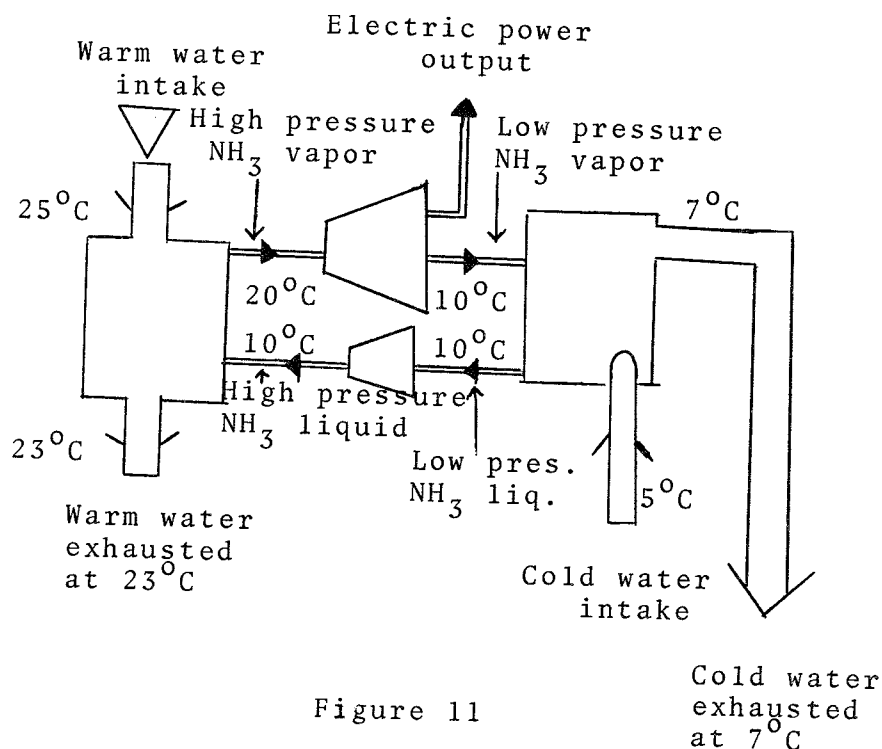 Electric power
output
Warm water
intake
High pressure
NH3 vapor
Low pressure
NH3 vapor
25°C
7°C
20°C
10°C
10°C
10°C
High pressure
NH3 liquid
23°C
Low pres.
NH3 liq.
5°C
Warm water
exhausted
at 23°C
Cold water
intake
Cold water
exhausted
at 7°C
Figure 11